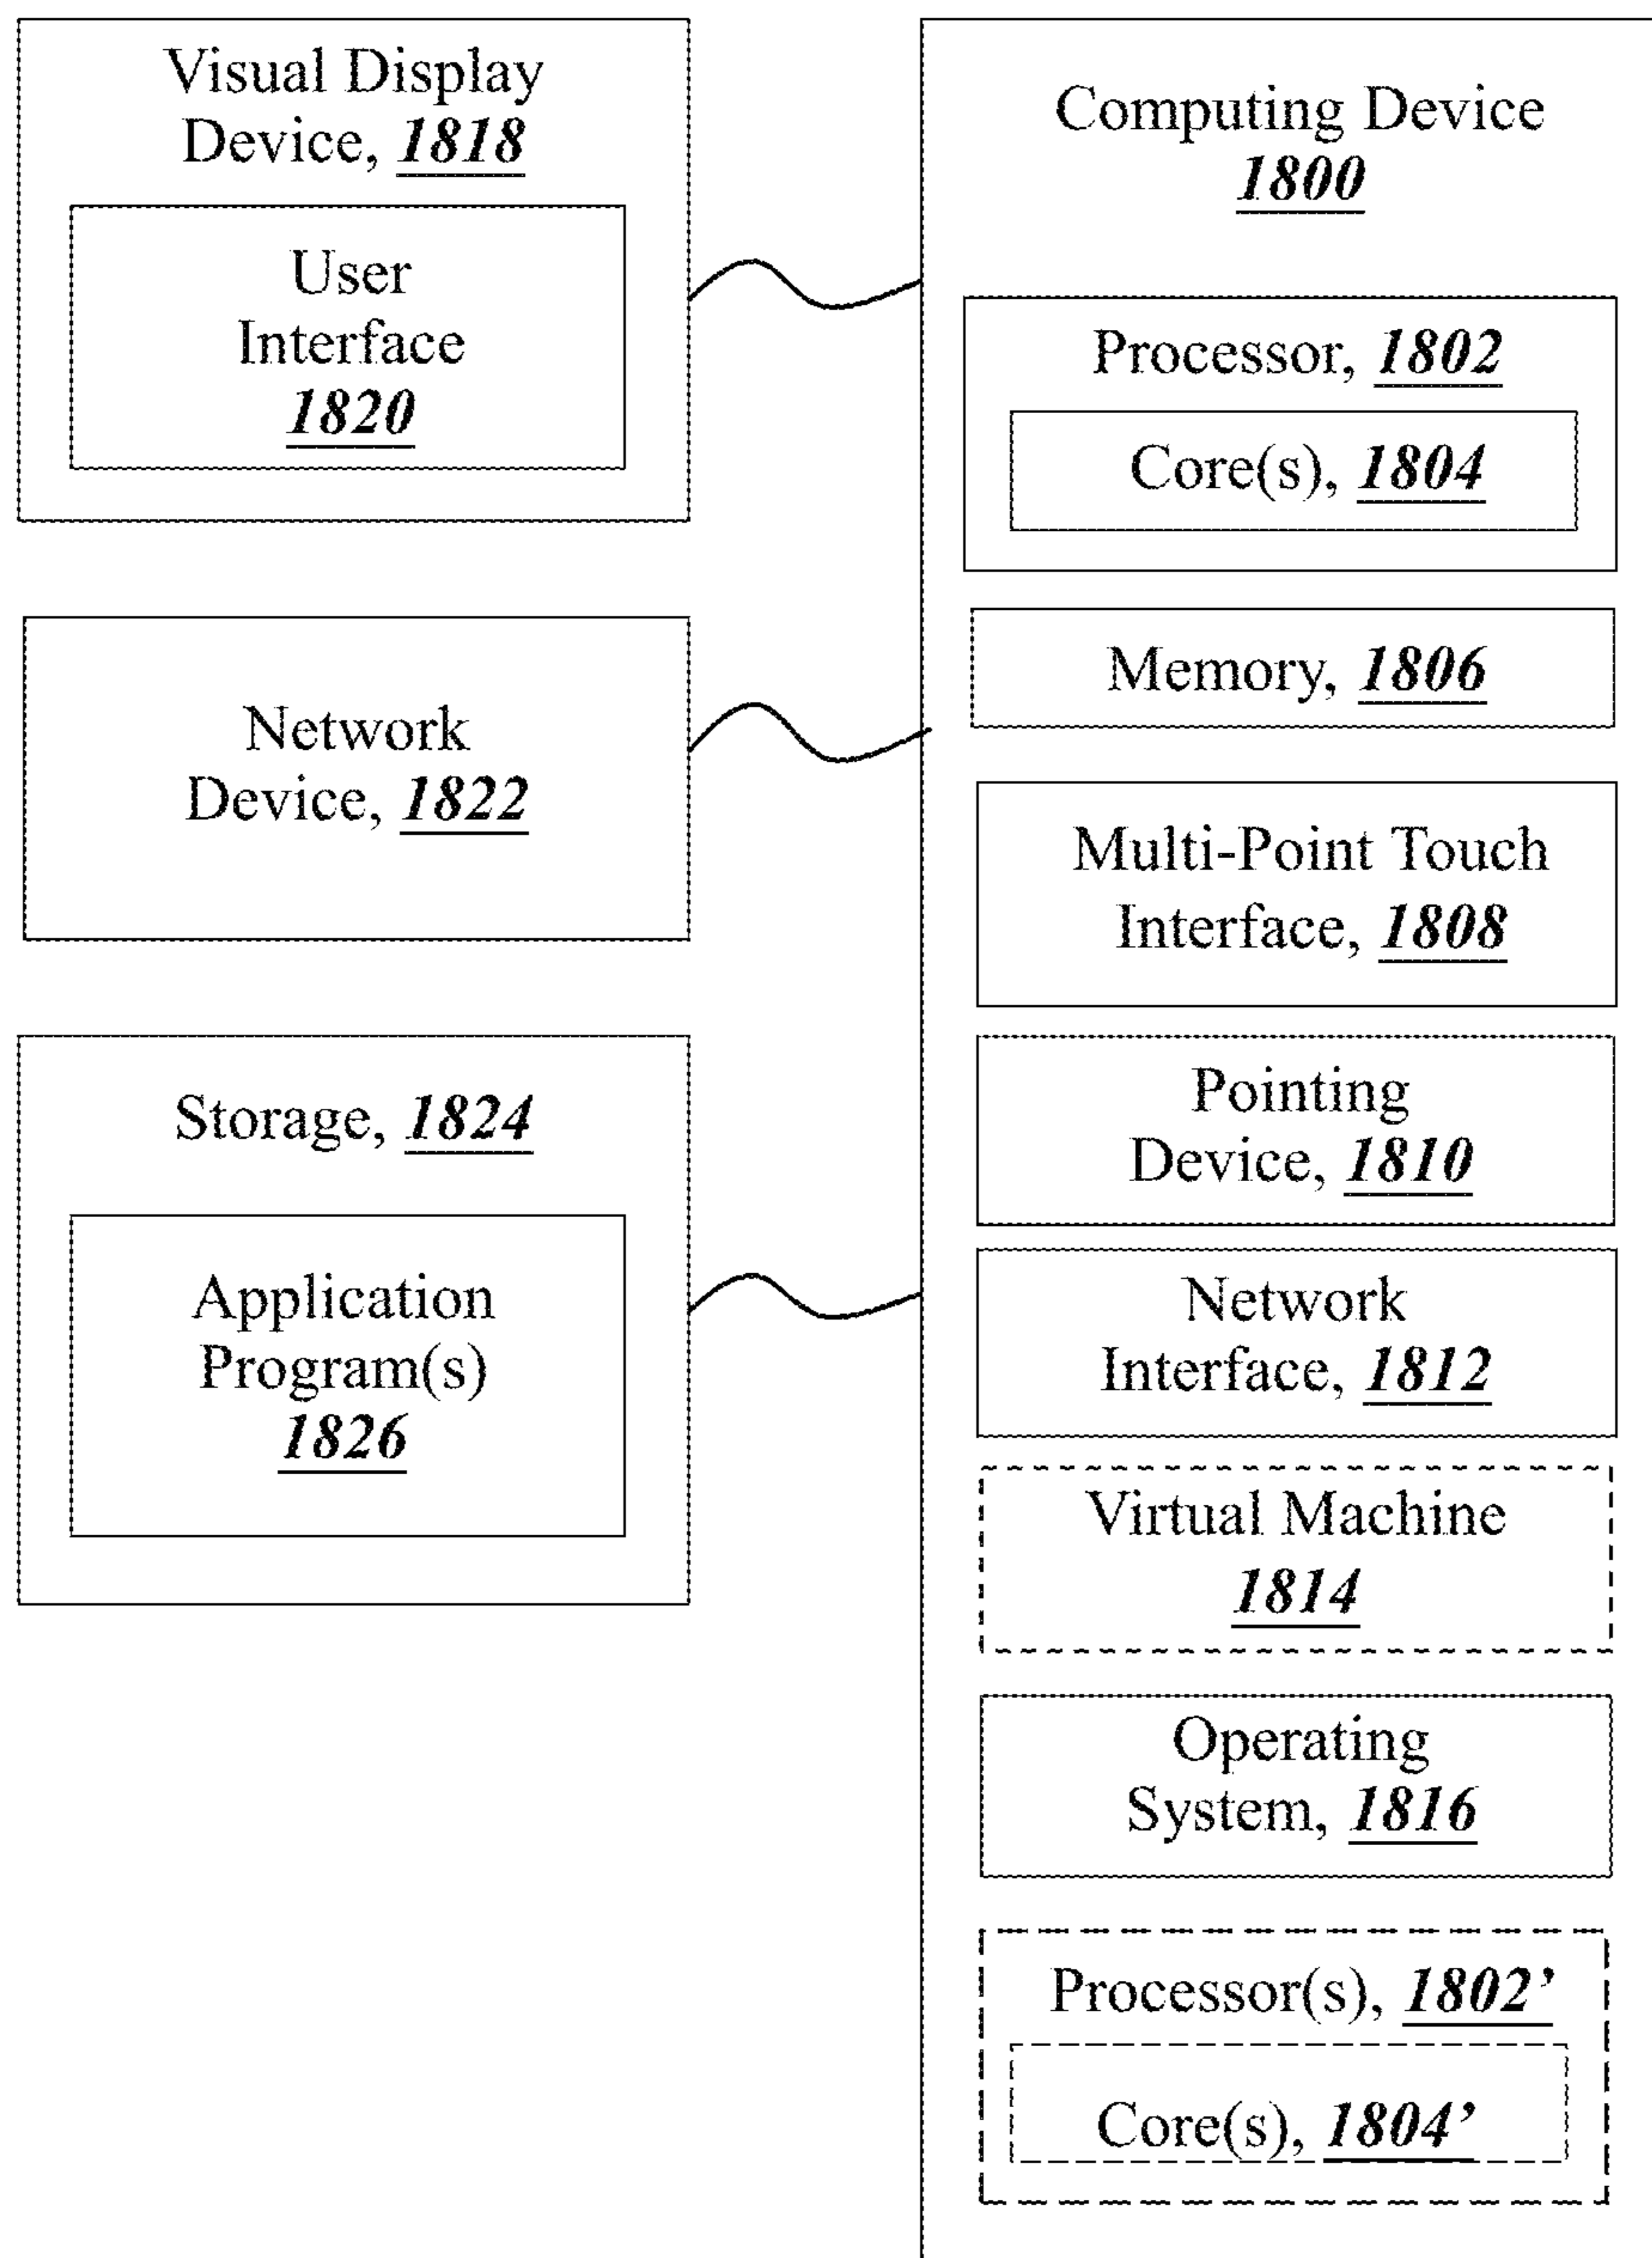 Visual Display
Device, 1818
User
Interface
1820
Network
Device, 1822
Storage, 1824
Application
Program(s)
1826
Computing Device
1800
Processor, 1802
Core(s), 1804
Memory, 1806
Multi-Point Touch
Interface, 1808
Pointing
Device, 1810
Network
Interface, 1812
Virtual Machine
1814
Operating
System, 1816
Processor(s), 1802’
Core(s), 1804’